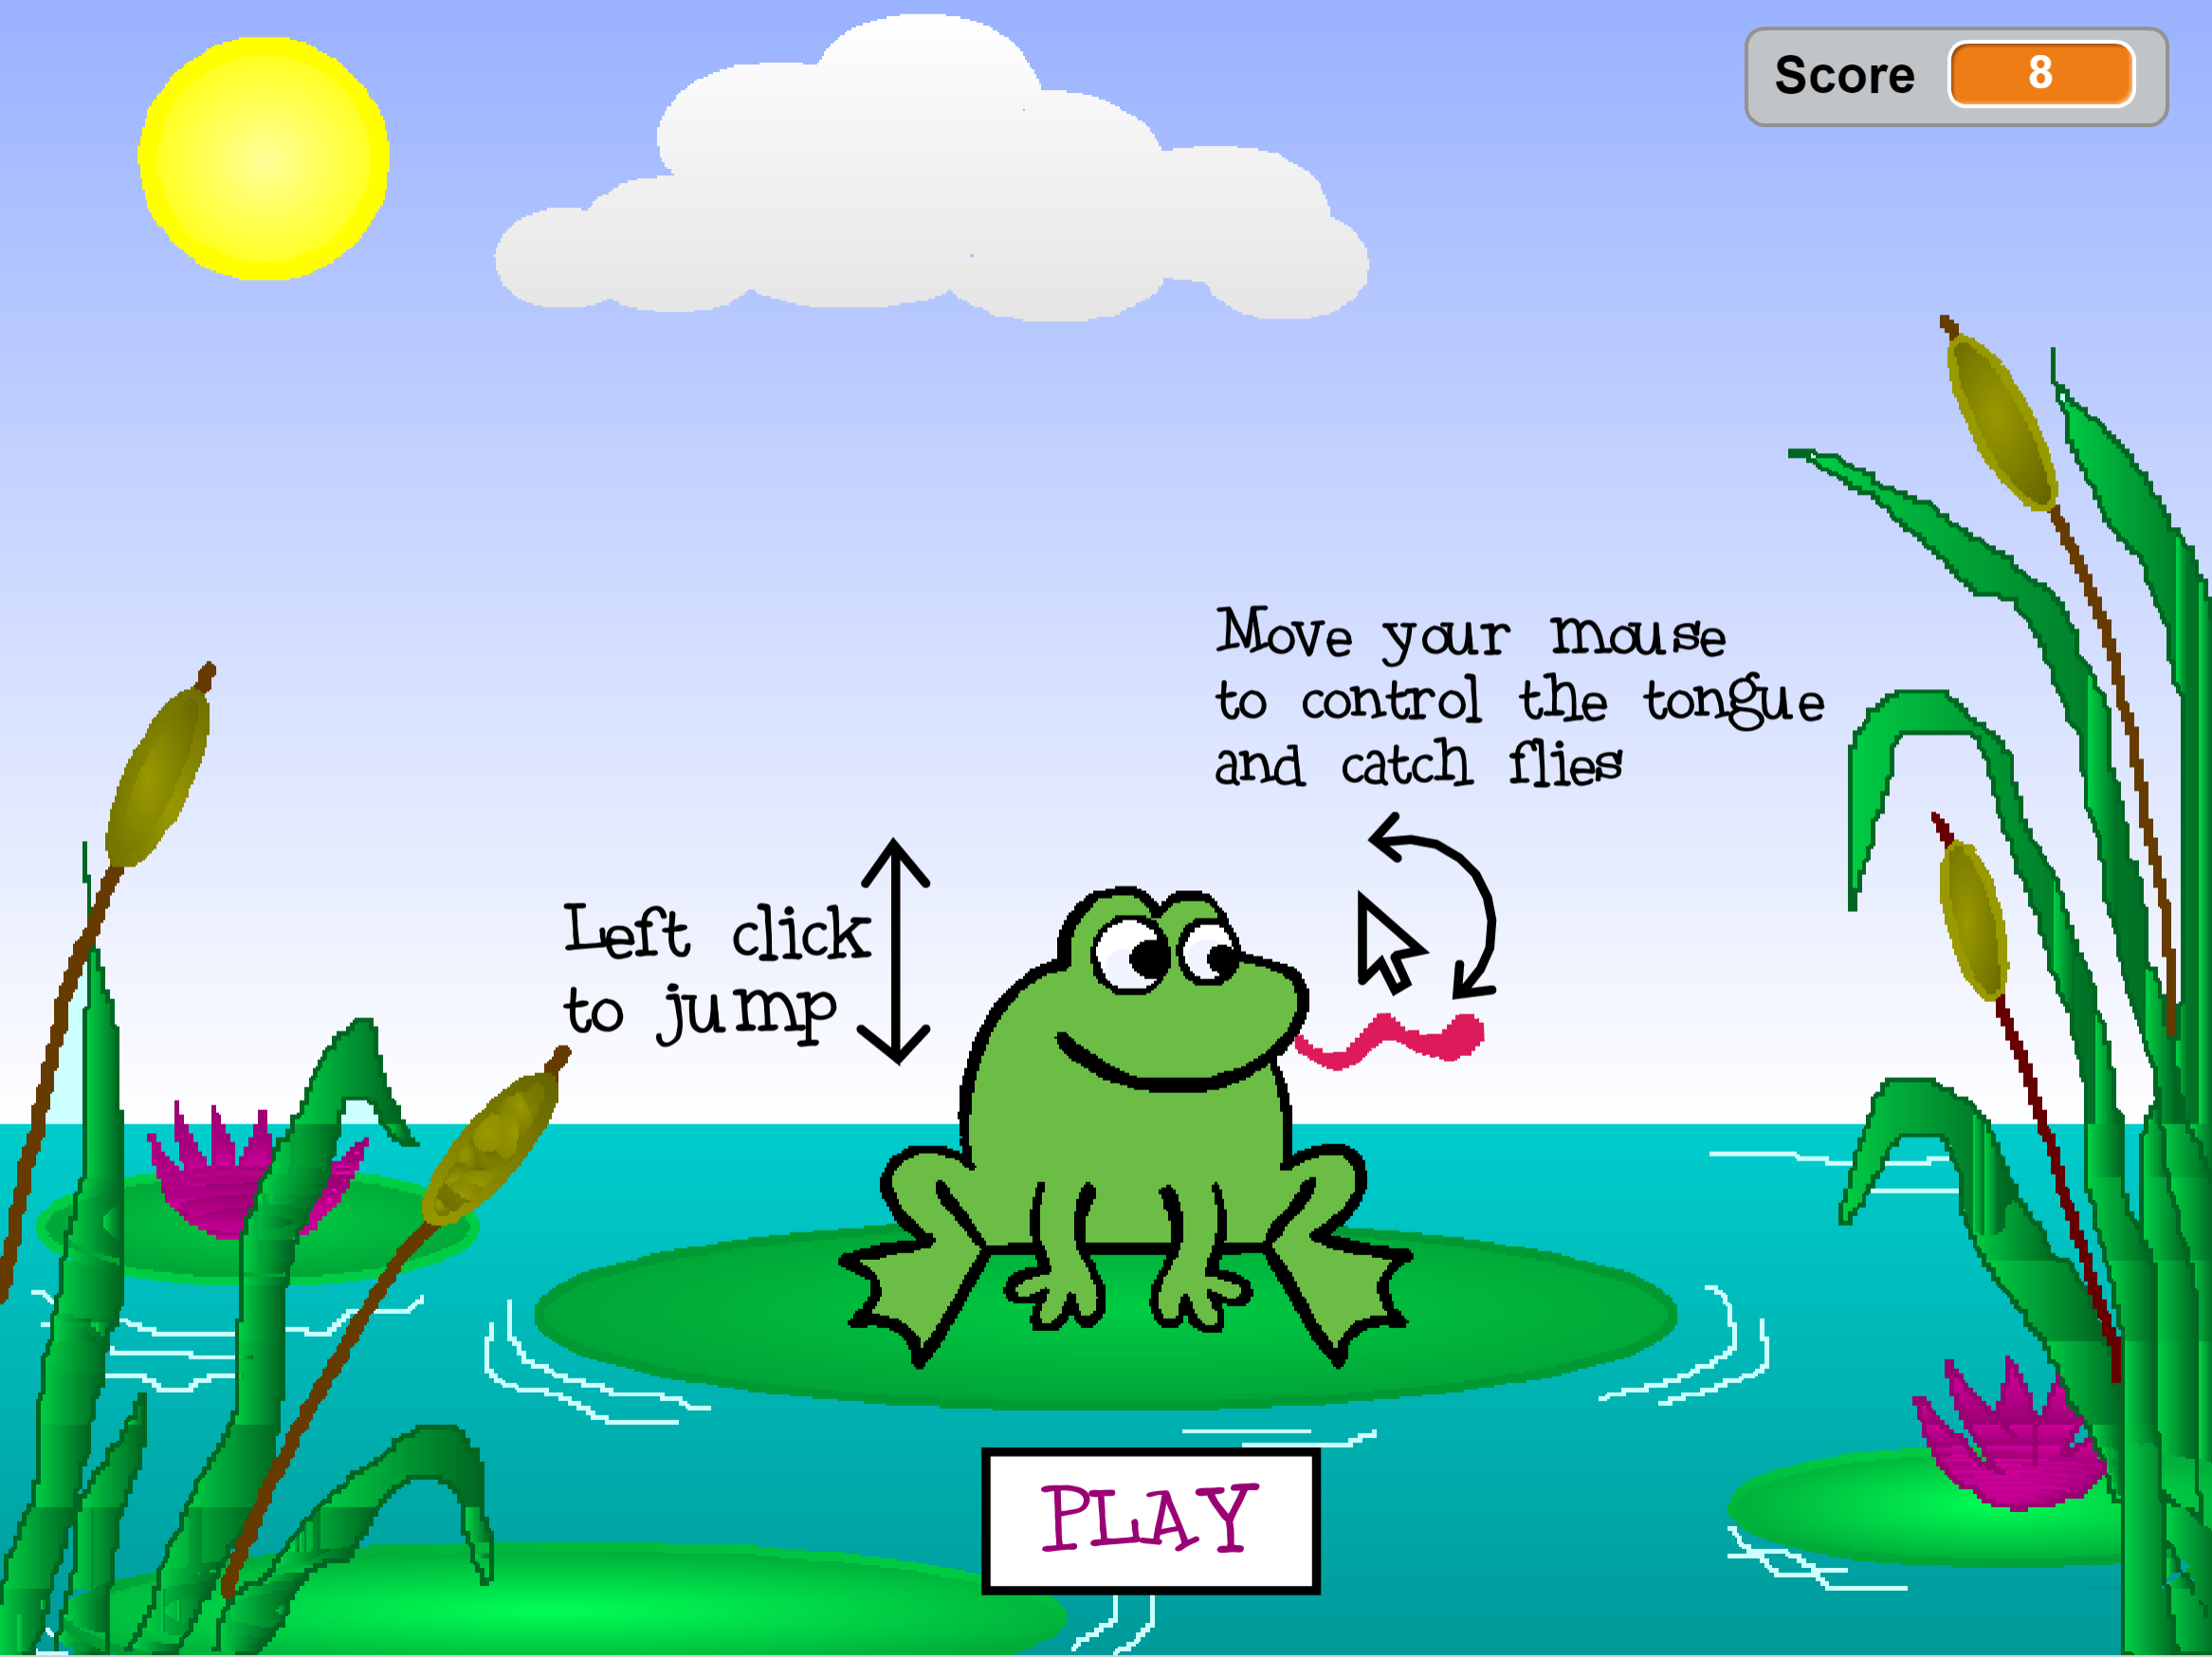 Score 8
Move your mouse
to control the tongue
and catch flies
Left click
to jump
PLAY